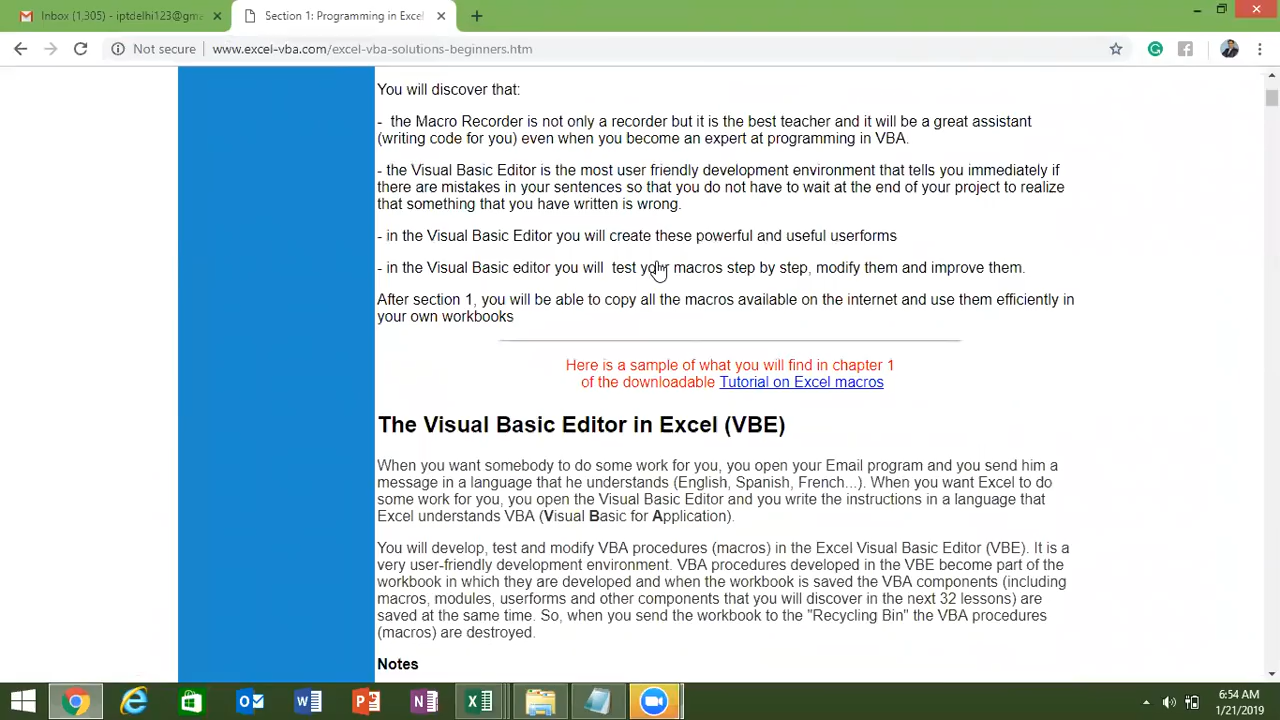 Inbox (1,305) - iptdelhi123@gma
Section 1: Programming in Excel
Not secure
www.excel-vba.com/excel-vba-solutions-beginners.htm
You will discover that:
- the Macro Recorder is not only a recorder but it is the best teacher and it will be a great assistant
(writing code for you) even when you become an expert at programming in VBA.
- the Visual Basic Editor is the most user friendly development environment that tells you immediately if
there are mistakes in your sentences so that you do not have to wait at the end of your project to realize
that something that you have written is wrong.
- in the Visual Basic Editor you will create these powerful and useful userforms
- in the Visual Basic editor you will test your macros step by step, modify them and improve them.
After section 1, you will be able to copy all the macros available on the internet and use them efficiently in
your own workbooks
Here is a sample of what you will find in chapter 1
of the downloadable Tutorial on Excel macros
The Visual Basic Editor in Excel (VBE)
When you want somebody to do some work for you, you open your Email program and you send him a
message in a language that he understands (English, Spanish, French...). When you want Excel to do
some work for you, you open the Visual Basic Editor and you write the instructions in a language that
Excel understands VBA (Visual Basic for Application).
You will develop, test and modify VBA procedures (macros) in the Excel Visual Basic Editor (VBE). It is a
very user-friendly development environment. VBA procedures developed in the VBE become part of the
workbook in which they are developed and when the workbook is saved the VBA components (including
macros, modules, userforms and other components that you will discover in the next 32 lessons) are
saved at the same time. So, when you send the workbook to the "Recycling Bin" the VBA procedures
(macros) are destroyed.
Notes
6:54 AM
1/21/2019